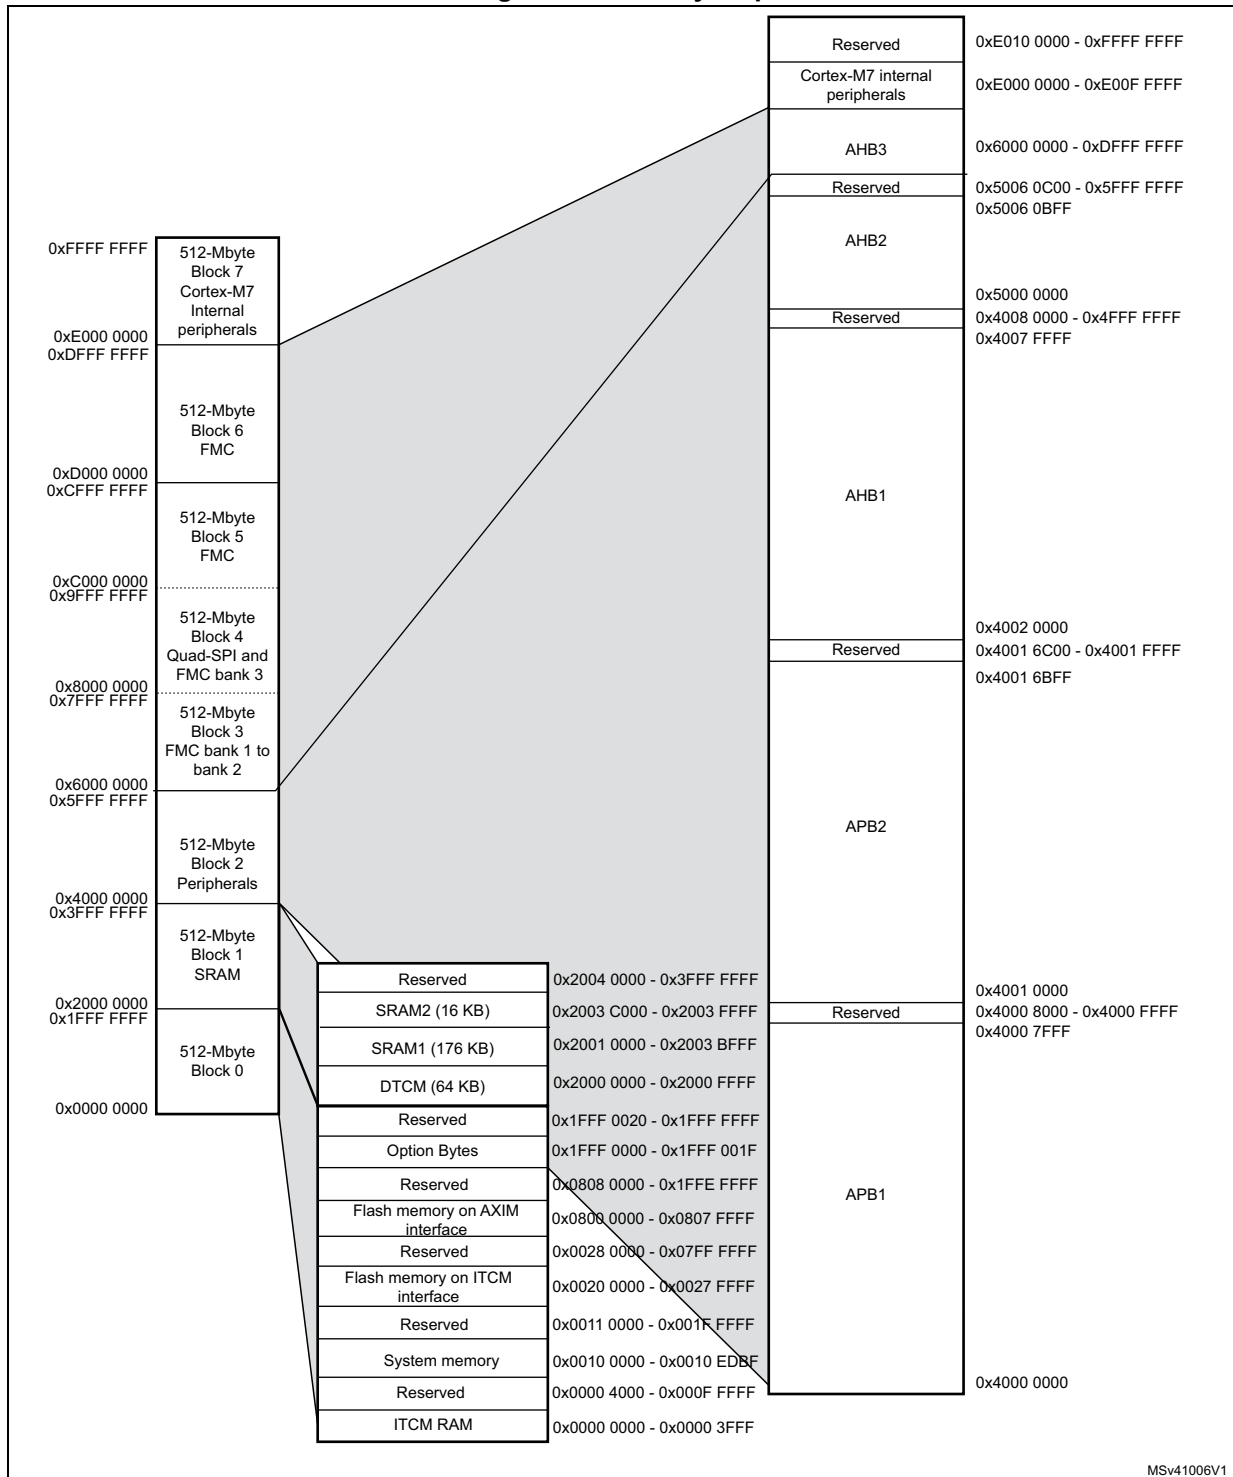 Reserved
0xE010 0000 - 0xFFFF FFFF
Cortex-M7 internal
peripherals
0xE000 0000 - 0xE00F FFFF
AHB3
0x6000 0000 - 0xDFFF FFFF
Reserved
0x5006 0C00 - 0x5FFF FFFF
0x5006 0BFF
AHB2
0x5000 0000
Reserved
0x4008 0000 - 0x4FFF FFFF
0x4007 FFFF
AHB1
0x4002 0000
Reserved
0x4001 6C00 - 0x4001 FFFF
0x4001 6BFF
APB2
0x4001 0000
Reserved
0x4000 8000 - 0x4000 FFFF
0x4000 7FFF
APB1
0x4000 0000
0xFFFF FFFF
512-Mbyte
Block 7
Cortex-M7
Internal
peripherals
0xE000 0000
0xDFFF FFFF
512-Mbyte
Block 6
FMC
0xD000 0000
0xCFFF FFFF
512-Mbyte
Block 5
FMC
0xC000 0000
0x9FFF FFFF
512-Mbyte
Block 4
Quad-SPI and
FMC bank 3
0x8000 0000
0x7FFF FFFF
512-Mbyte
Block 3
FMC bank 1 to
bank 2
0x6000 0000
0x5FFF FFFF
512-Mbyte
Block 2
Peripherals
0x4000 0000
0x3FFF FFFF
512-Mbyte
Block 1
SRAM
0x2000 0000
0x1FFF FFFF
512-Mbyte
Block 0
0x0000 0000
Reserved
0x2004 0000 - 0x3FFF FFFF
SRAM2 (16 KB)
0x2003 C000 - 0x2003 FFFF
SRAM1 (176 KB)
0x2001 0000 - 0x2003 BFFF
DTCM (64 KB)
0x2000 0000 - 0x2000 FFFF
Reserved
0x1FFF 0020 - 0x1FFF FFFF
Option Bytes
0x1FFF 0000 - 0x1FFF 001F
Reserved
0x0808 0000 - 0x1FFE FFFF
Flash memory on AXIM
interface
0x0800 0000 - 0x0807 FFFF
Reserved
0x0028 0000 - 0x07FF FFFF
Flash memory on ITCM
interface
0x0020 0000 - 0x0027 FFFF
Reserved
0x0011 0000 - 0x001F FFFF
System memory
0x0010 0000 - 0x0010 EDBF
Reserved
0x0000 4000 - 0x000F FFFF
ITCM RAM
0x0000 0000 - 0x0000 3FFF
MSv41006V1